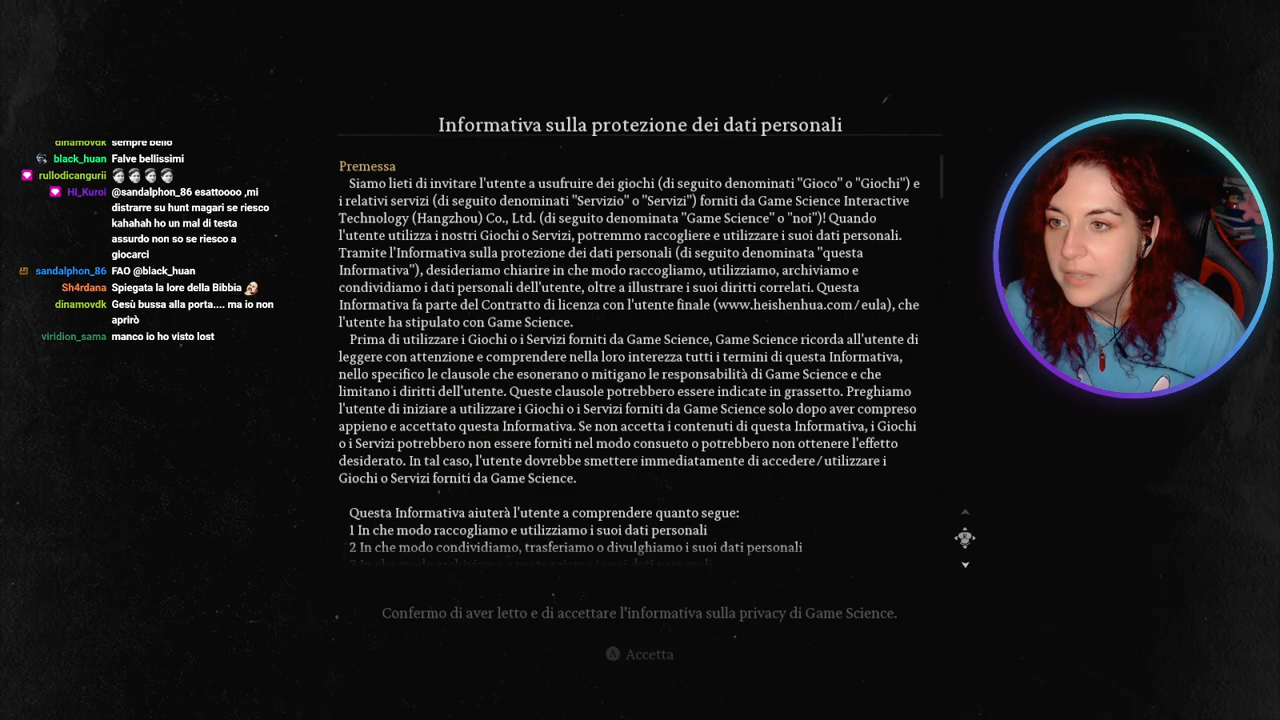 dinamovdk sempre bello
black_huan Falve bellissimi
rullodicangurii
Hi_Kuroi @sandalphon_86 esattoooo ,mi
distrarre su hunt magari se riesco
kahahah ho un mal di testa
assurdo non so se riesco a
giocarci
sandalphon_86 FAO @black_huan
Sh4rdana Spiegata la lore della Bibbia
dinamovdk Gesù bussa alla porta.... ma io non
aprirò
viridion_sama manco io ho visto lost
Informativa sulla protezione dei dati personali
Premessa
Siamo lieti di invitare l'utente a usufruire dei giochi (di seguito denominati "Gioco" o "Giochi") e
i relativi servizi (di seguito denominati "Servizio" o "Servizi") forniti da Game Science Interactive
Technology (Hangzhou) Co., Ltd. (di seguito denominata "Game Science" o "noi")! Quando
l'utente utilizza i nostri Giochi o Servizi, potremmo raccogliere e utilizzare i suoi dati personali.
Tramite l'Informativa sulla protezione dei dati personali (di seguito denominata "questa
Informativa"), desideriamo chiarire in che modo raccogliamo, utilizziamo, archiviamo e
condividiamo i dati personali dell'utente, oltre a illustrare i suoi diritti correlati. Questa
Informativa fa parte del Contratto di licenza con l'utente finale (www.heishenhua.com/eula), che
l'utente ha stipulato con Game Science.
Prima di utilizzare i Giochi o i Servizi forniti da Game Science, Game Science ricorda all'utente di
leggere con attenzione e comprendere nella loro interezza tutti i termini di questa Informativa,
nello specifico le clausole che esonerano o mitigano le responsabilità di Game Science e che
limitano i diritti dell'utente. Queste clausole potrebbero essere indicate in grassetto. Preghiamo
l'utente di iniziare a utilizzare i Giochi o i Servizi forniti da Game Science solo dopo aver compreso
appieno e accettato questa Informativa. Se non accetta i contenuti di questa Informativa, i Giochi
o i Servizi potrebbero non essere forniti nel modo consueto o potrebbero non ottenere l'effetto
desiderato. In tal caso, l'utente dovrebbe smettere immediatamente di accedere/utilizzare i
Giochi o Servizi forniti da Game Science.
Questa Informativa aiuterà l'utente a comprendere quanto segue:
1 In che modo raccogliamo e utilizziamo i suoi dati personali
2 In che modo condividiamo, trasferiamo o divulghiamo i suoi dati personali
3 In che modo archiviamo e proteggiamo i suoi dati personali
R
Confermo di aver letto e di accettare l'informativa sulla privacy di Game Science.
A Accetta